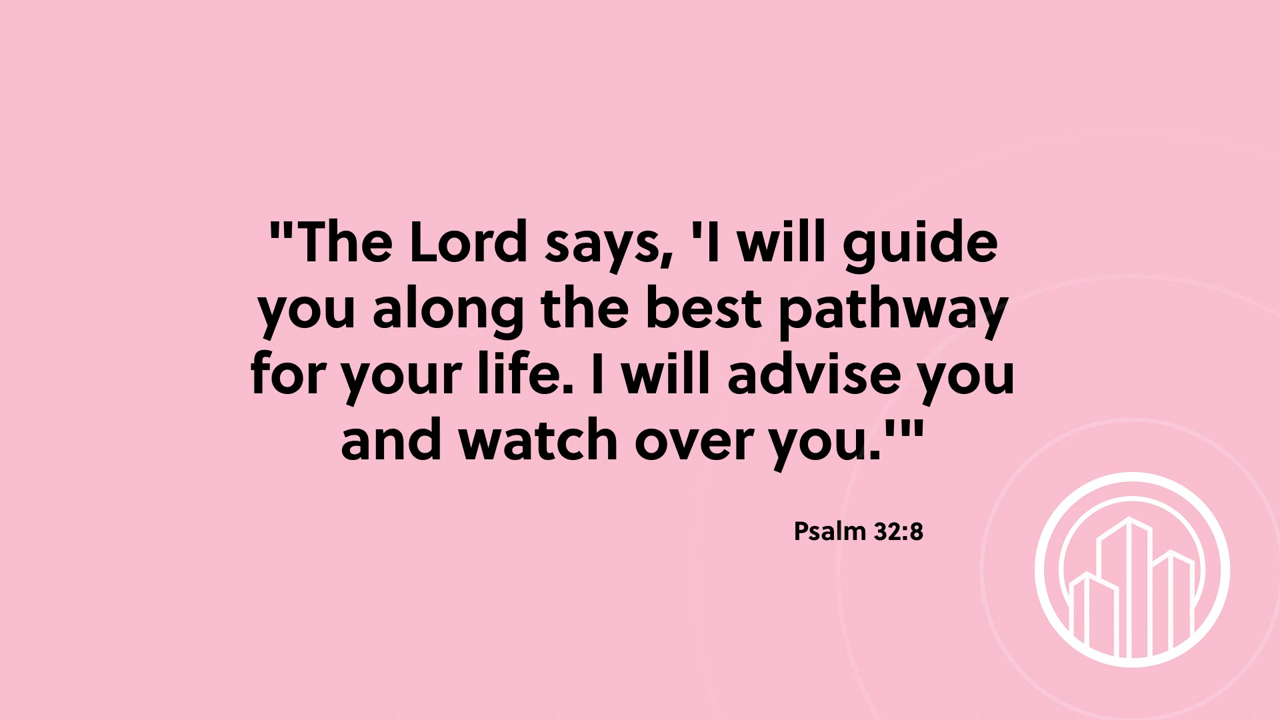 "The Lord says, 'I will guide
you along the best pathway
for your life. I will advise you
and watch over you.'"
Psalm 32:8